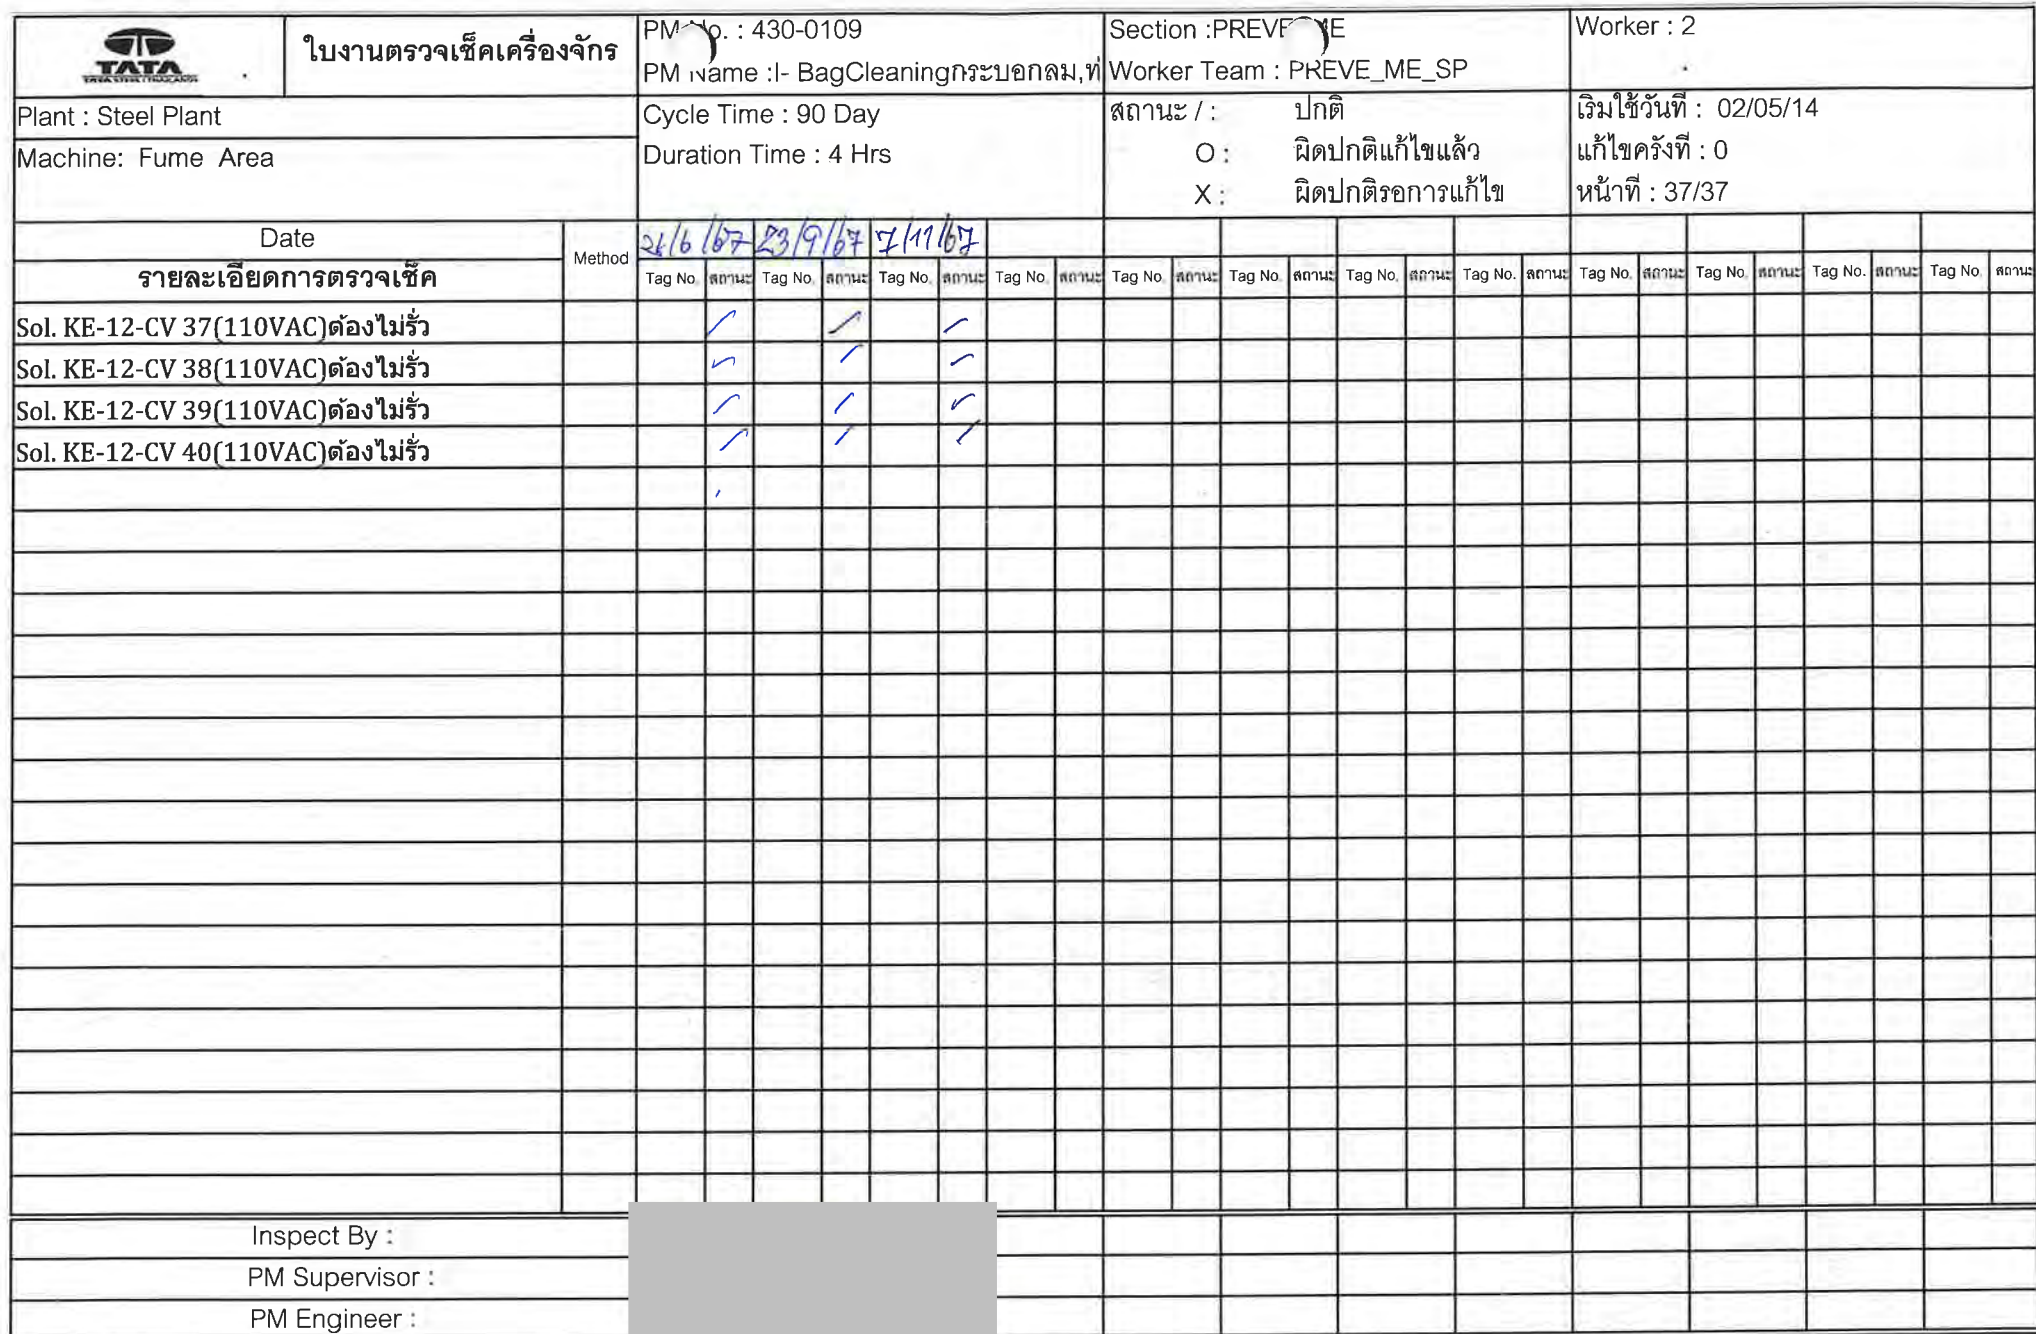 TATA
TATA STEEL (THAILAND)
ใบงานตรวจเช็คเครื่องจักร
PM No. : 430-0109
PM Name :I- BagCleaningกระบอกลม,ท่
Section :PREVE ME
Worker Team : PREVE_ME_SP
Worker : 2
Plant : Steel Plant
Machine: Fume Area
Cycle Time : 90 Day
Duration Time : 4 Hrs
สถานะ / : ปกติ
O : ผิดปกติแก้ไขแล้ว
X : ผิดปกติรอการแก้ไข
เริ่มใช้วันที่ : 02/05/14
แก้ไขครั้งที่ : 0
หน้าที่ : 37/37
Date Method /6/67 23/9/67 7/11/67
รายละเอียดการตรวจเช็ค Tag No. สถานะ Tag No. สถานะ Tag No. สถานะ Tag No. สถานะ Tag No. สถานะ Tag No. สถานะ Tag No. สถานะ Tag No. สถานะ Tag No. สถานะ Tag No. สถานะ Tag No. สถานะ Tag No. สถานะ
Sol. KE-12-CV 37(110VAC)ต้องไม่รั่ว / / /
Sol. KE-12-CV 38(110VAC)ต้องไม่รั่ว / / /
Sol. KE-12-CV 39(110VAC)ต้องไม่รั่ว / / /
Sol. KE-12-CV 40(110VAC)ต้องไม่รั่ว / / /
Inspect By :
PM Supervisor :
PM Engineer :